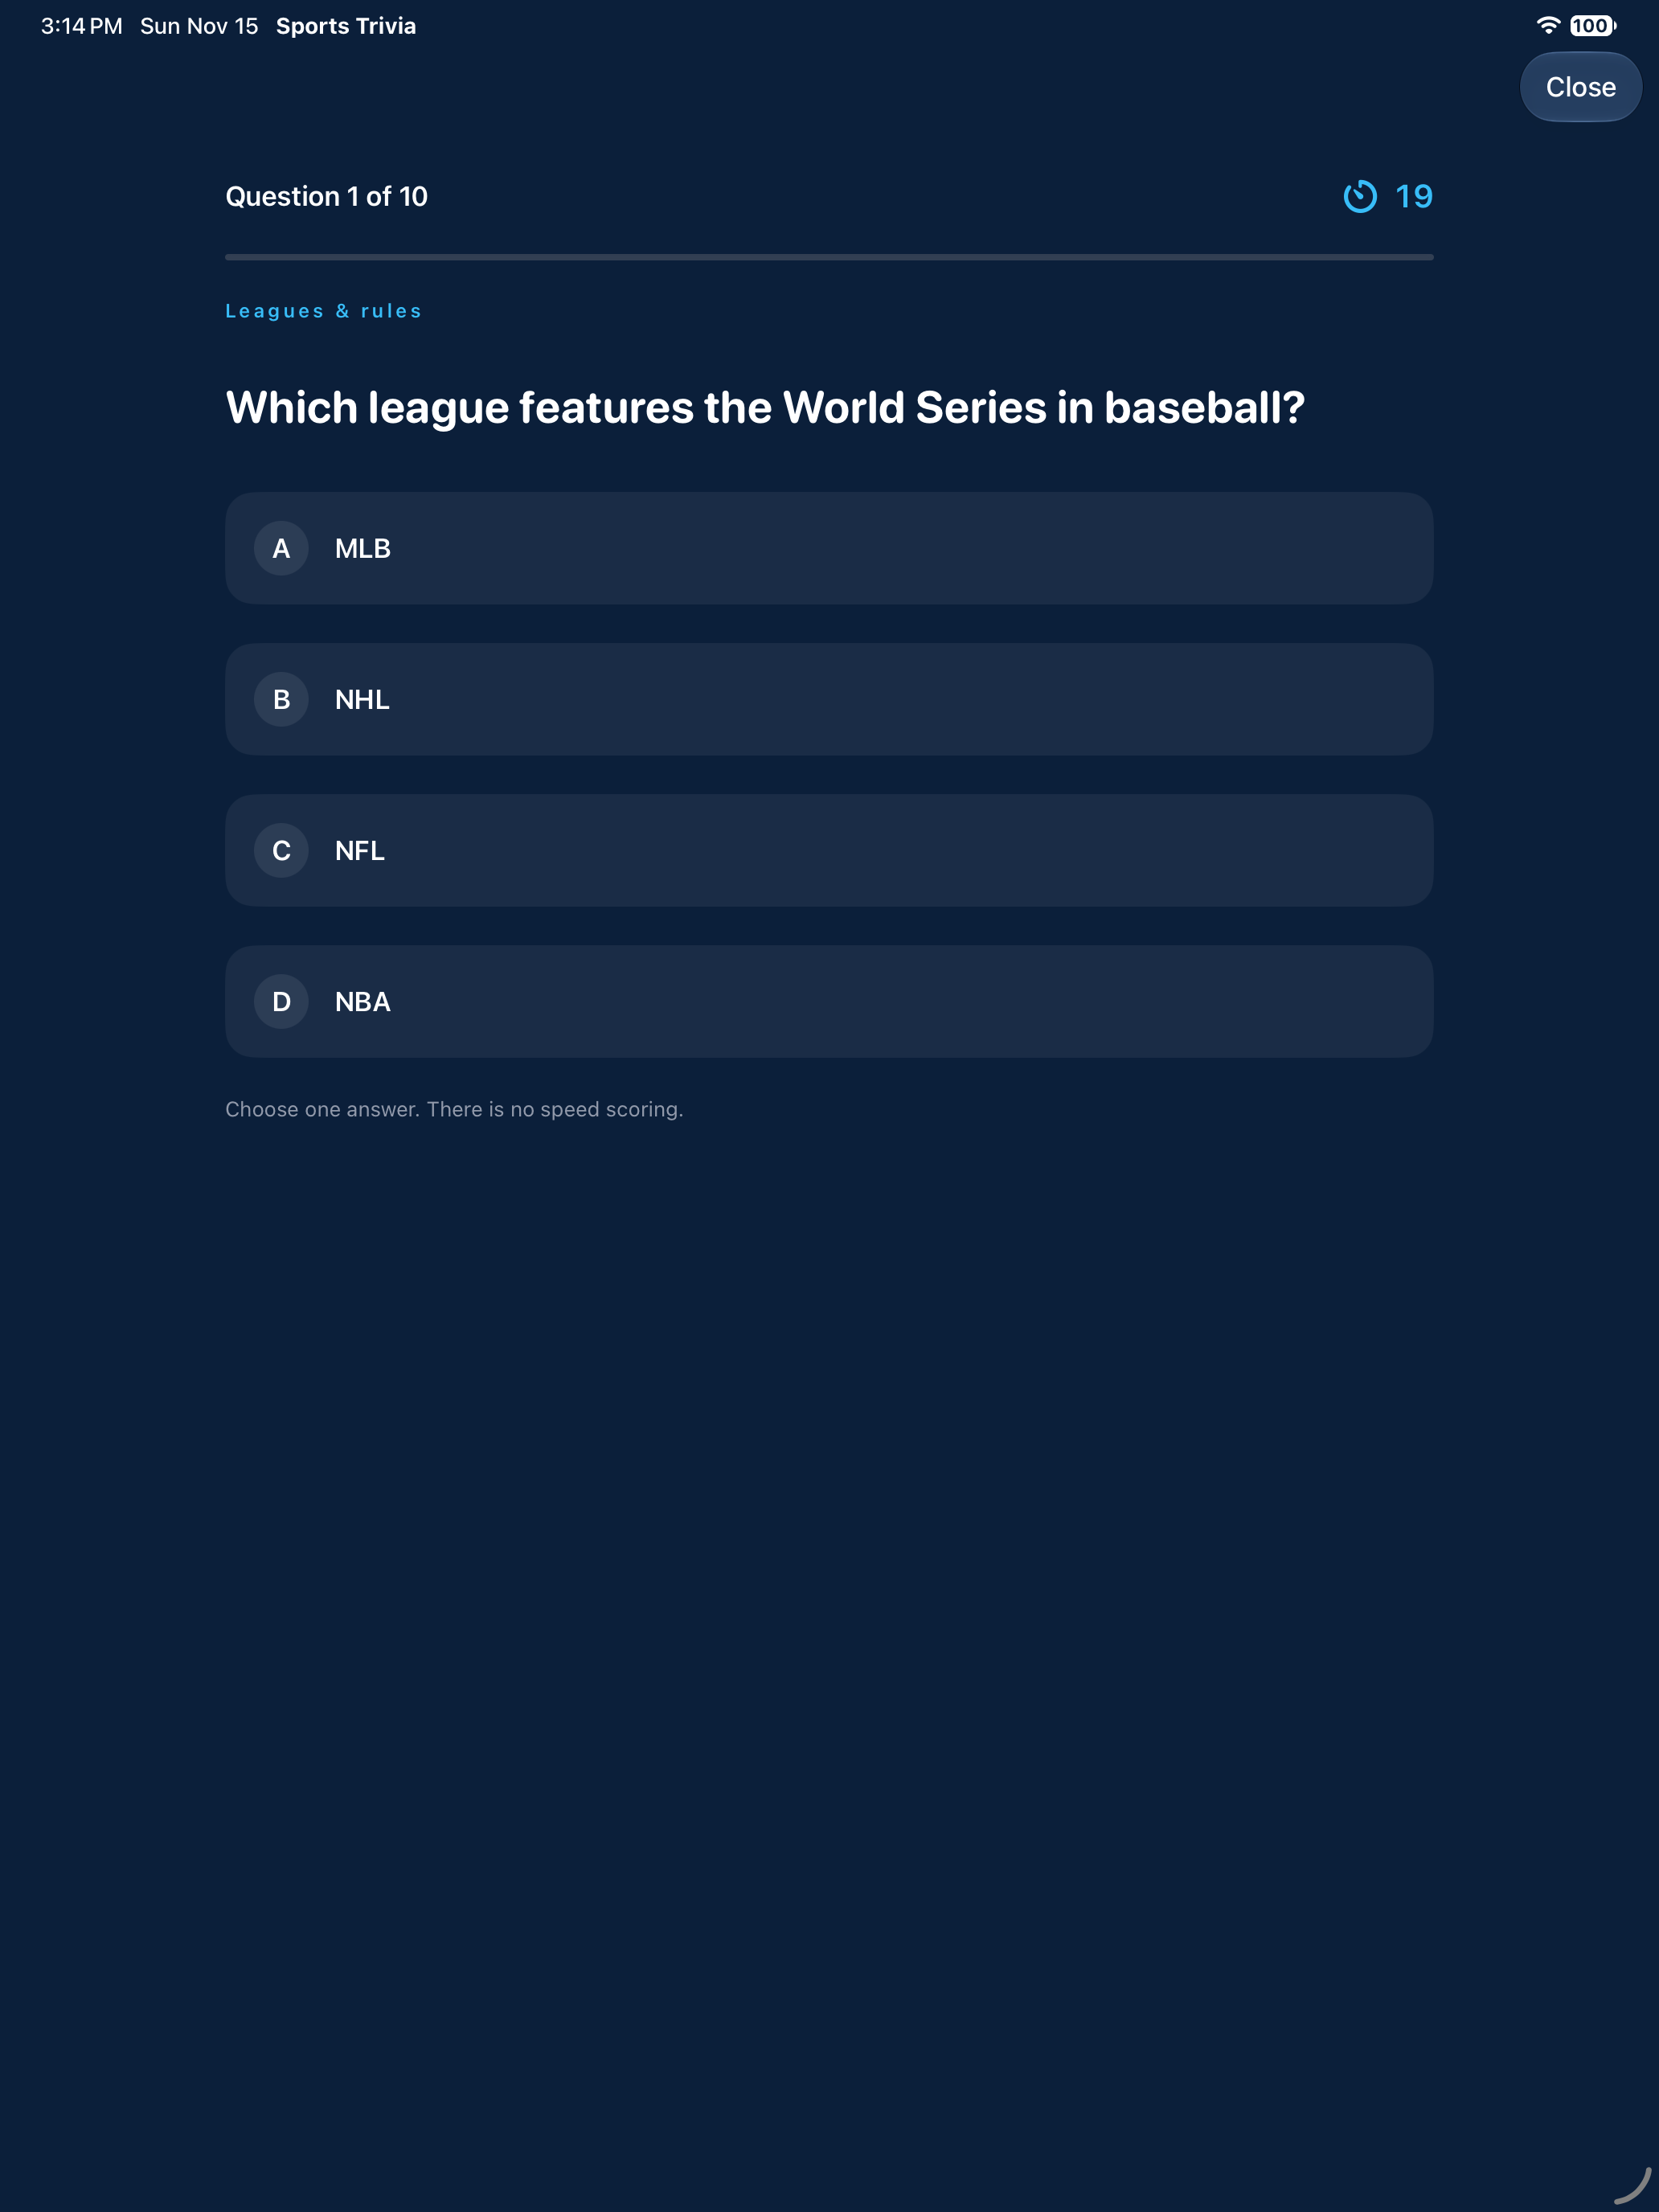 3:14 PM Sun Nov 15 Sports Trivia 100
Close
Question 1 of 10 19
Leagues & rules
Which league features the World Series in baseball?
A MLB
B NHL
C NFL
D NBA
Choose one answer. There is no speed scoring.